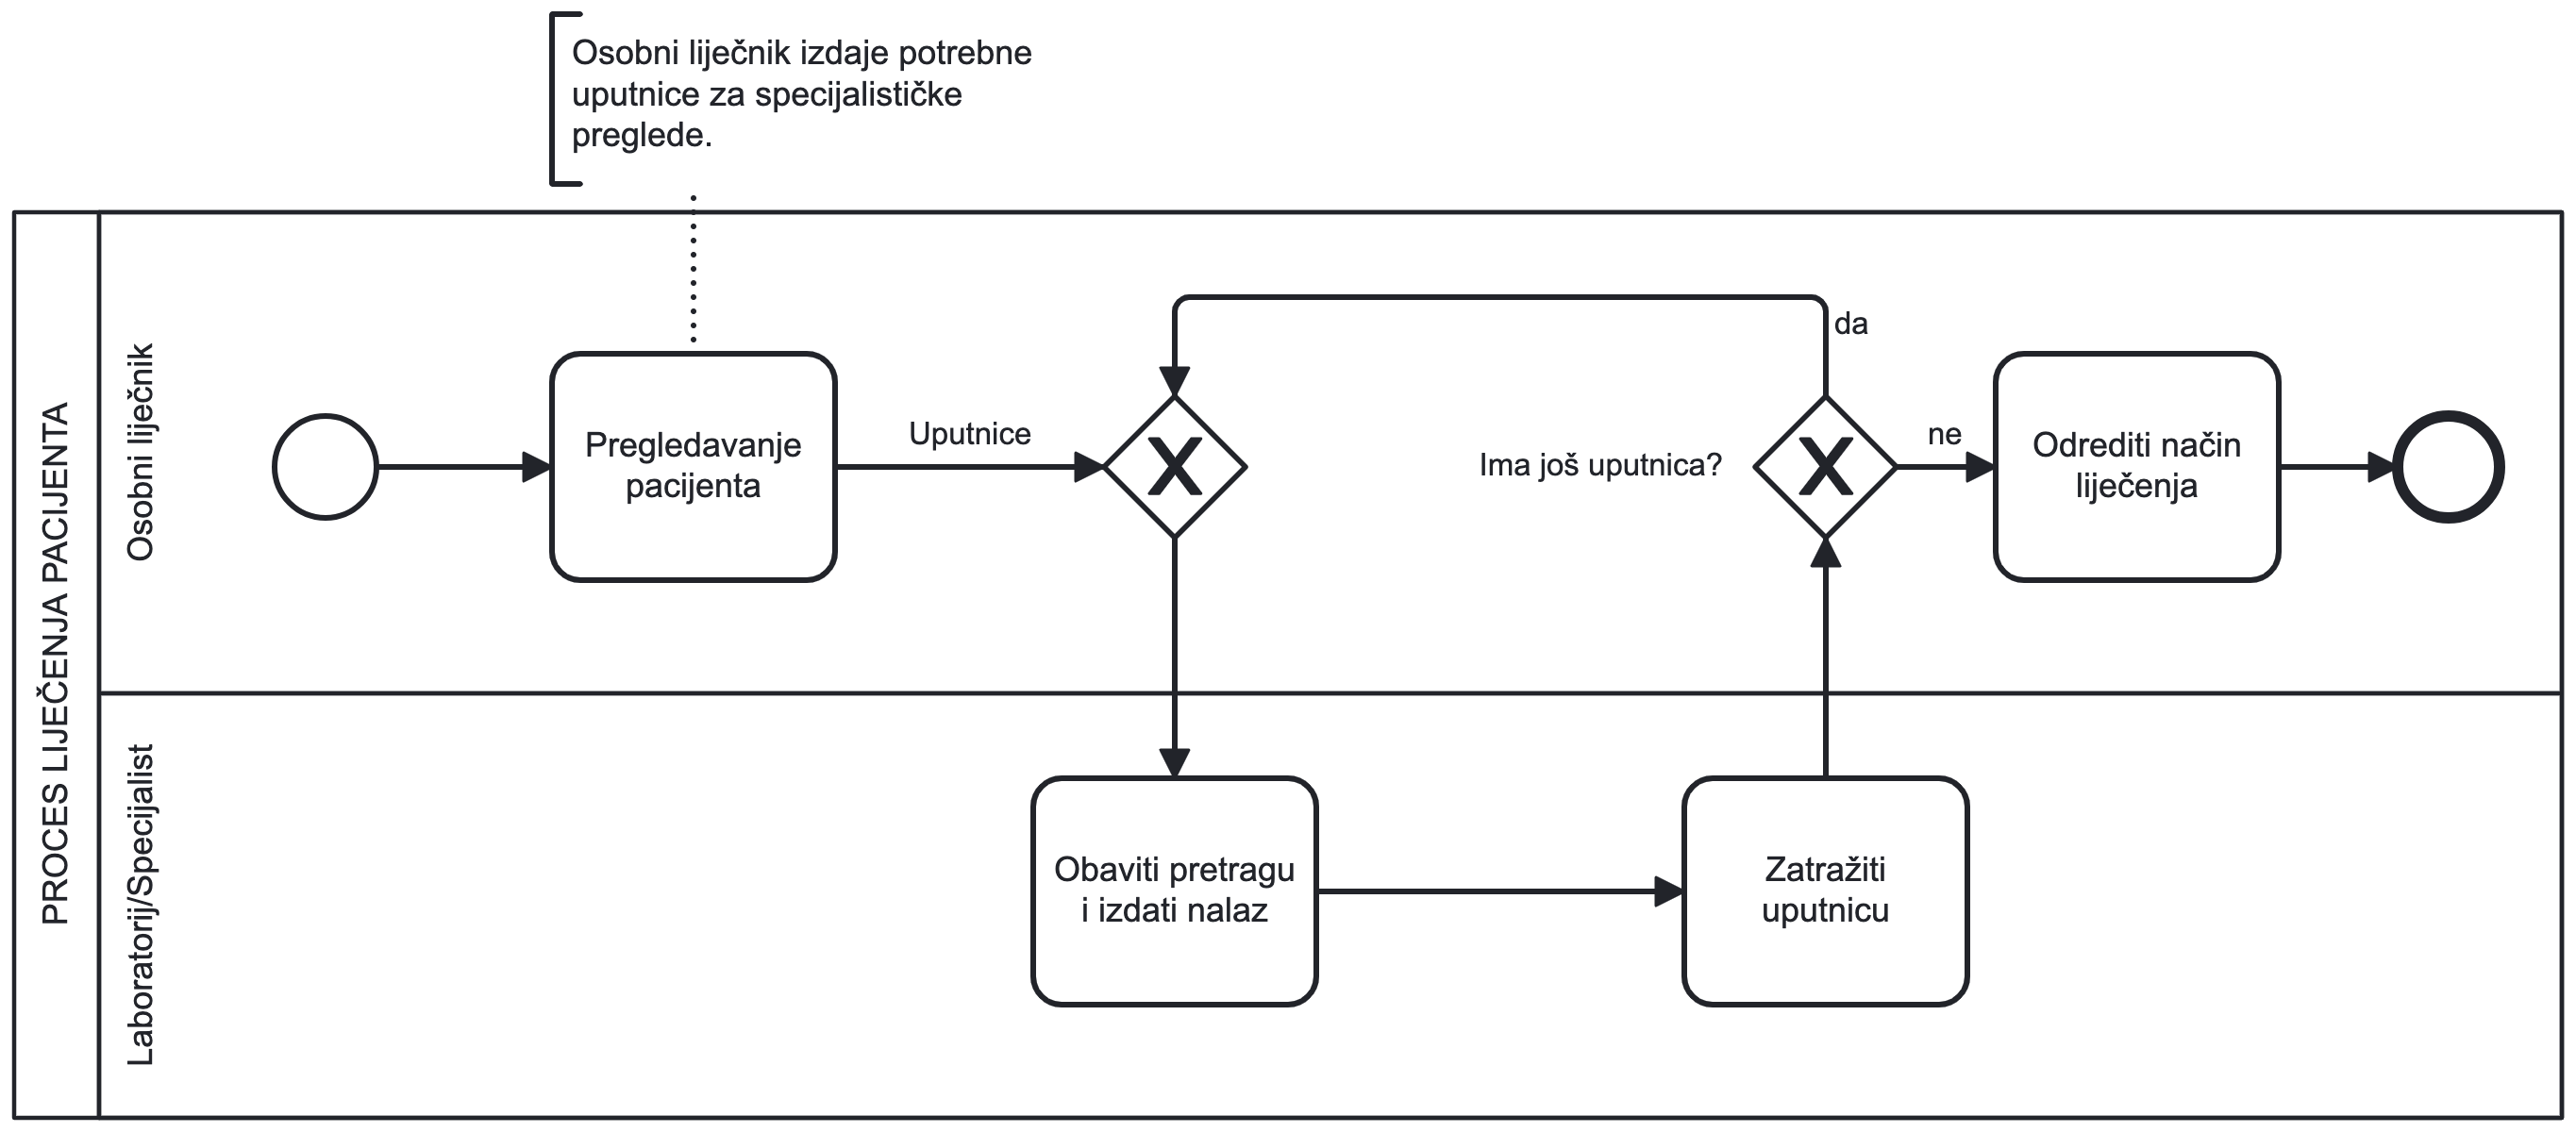 Osobni liječnik izdaje potrebne
uputnice za specijalističke
preglede.
PROCES LIJEČENJA PACIJENTA
Osobni liječnik
Pregledavanje
pacijenta
Uputnice
X
Ima još uputnica?
X
da
ne
Odrediti način
liječenja
Laboratorij/Specijalist
Obaviti pretragu
i izdati nalaz
Zatražiti
uputnicu